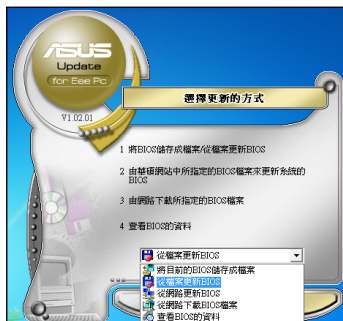 ASUS
Update
for Eee Pc
V1.02.01
選擇更新的方式
1 將BIOS儲存成檔案/從檔案更新BIOS
2 由華碩網站中所指定的BIOS檔案來更新系統的
BIOS
3 由網路下載所指定的BIOS檔案
4 查看BIOS的資料
從檔案更新BIOS
將目前的BIOS儲存成檔案
從檔案更新BIOS
從網路更新BIOS
從網路下載BIOS檔案
查看BIOS的資料